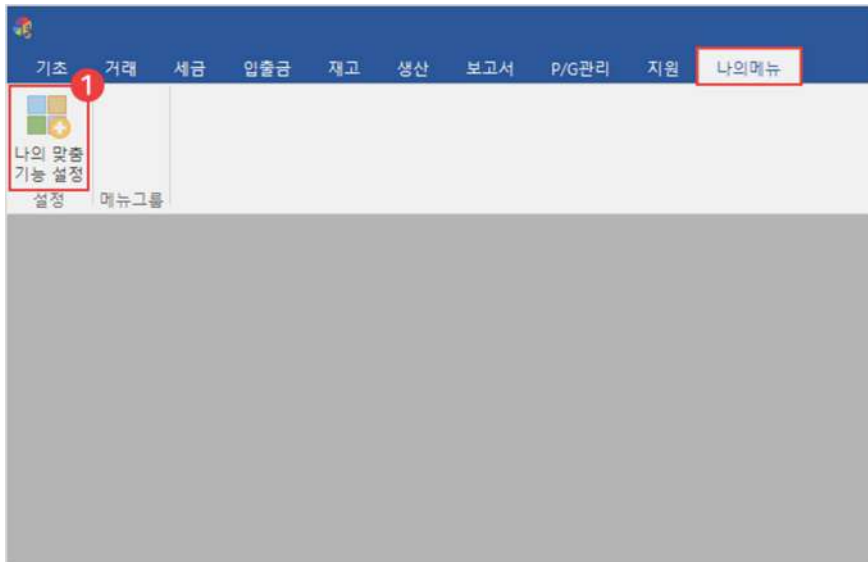 기초 거래 세금 입출금 재고 생산 보고서 P/G관리 지원 나의메뉴
1
나의 맞춤
기능 설정
설정 메뉴그룹